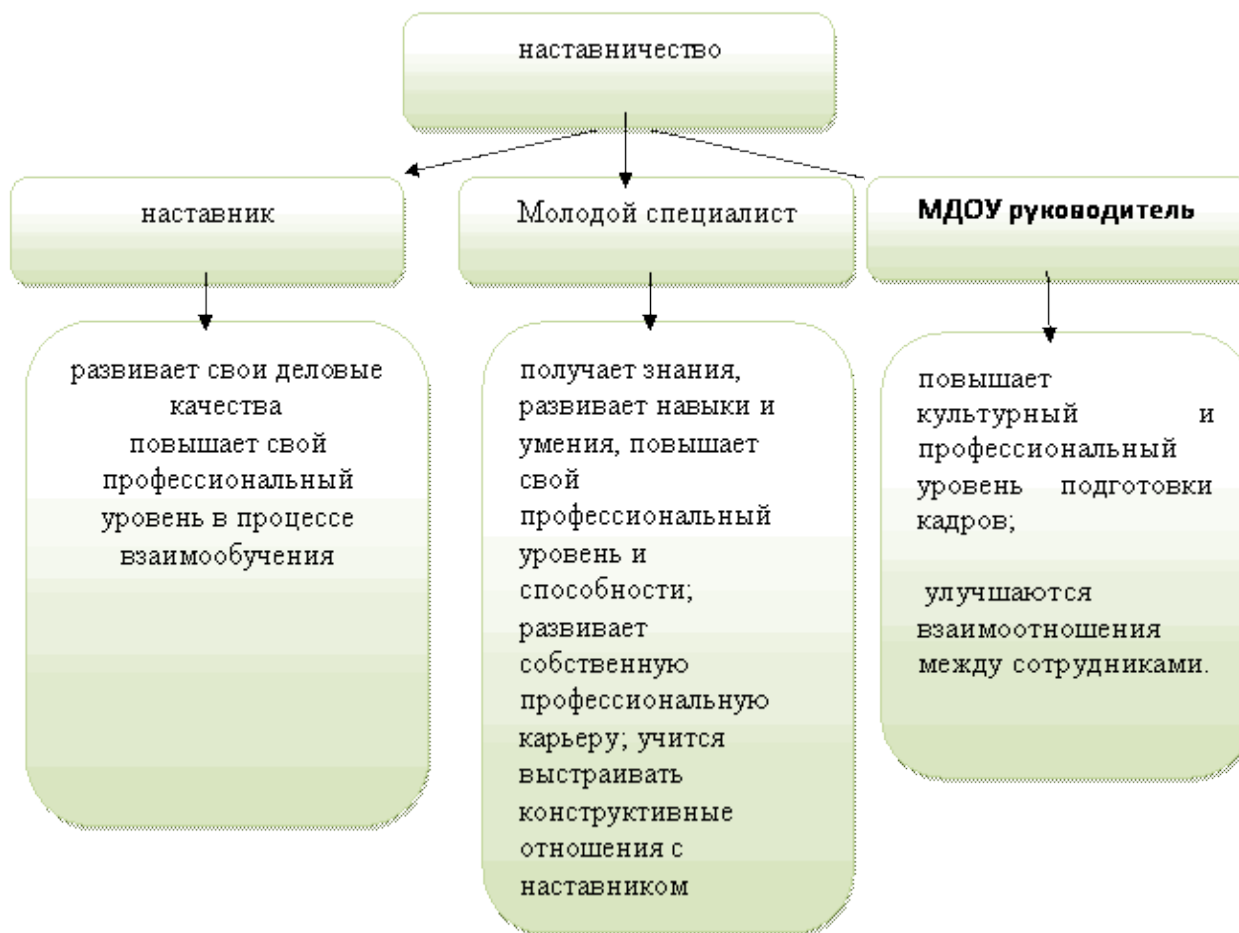 наставничество
наставник
Молодой специалист
МДОУ руководитель
развивает свои деловые
качества
повышает свой
профессиональный
уровень в процессе
взаимообучения
получает знания,
развивает навыки и
умения, повышает
свой
профессиональный
уровень и
способности;
развивает
собственную
профессиональную
карьеру; учится
выстраивать
конструктивные
отношения с
наставником
повышает
культурный и
профессиональный
уровень подготовки
кадров;
улучшаются
взаимоотношения
между сотрудниками.